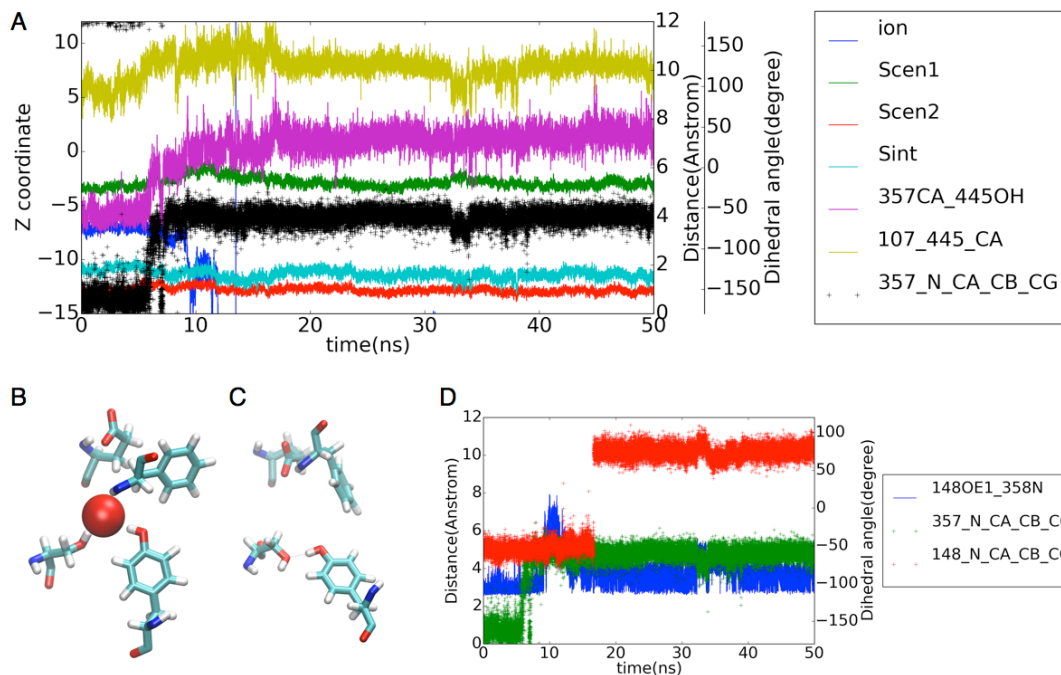 A
Z coordinate
10
5
0
−5
−10
−15
0
10
20
30
40
50
time(ns)
12
10
8
6
4
2
0
Distance(Anstrom)
150
100
50
0
−50
−100
−150
Dihedral angle(degree)
ion
Scen1
Scen2
Sint
357CA_445OH
107_445_CA
357_N_CA_CB_CG
B
C
D
Distance(Anstrom)
12
10
8
6
4
2
0
0
10
20
30
40
50
time(ns)
100
50
0
−50
−100
−150
Dihedral angle(degree)
148OE1_358N
357_N_CA_CB_C
148_N_CA_CB_C